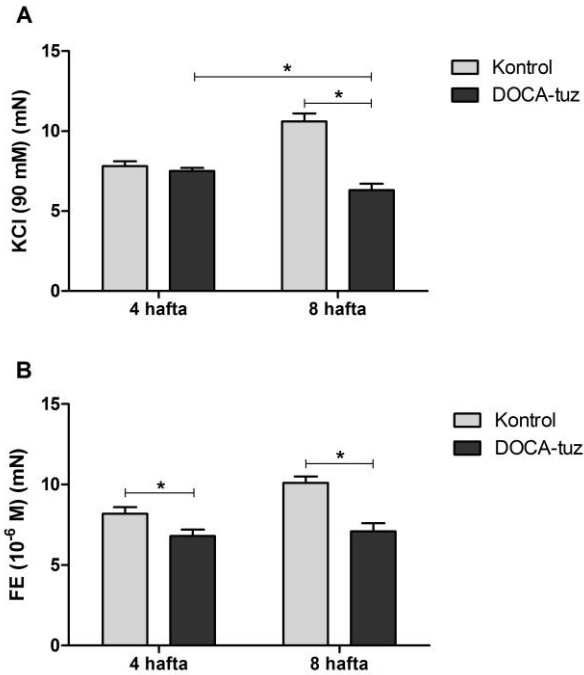 A
KCl (90 mM) (mN)
15
10
5
0
*
*
4 hafta
8 hafta
Kontrol
DOCA-tuz
B
FE (10⁻⁶ M) (mN)
15
10
5
0
*
*
4 hafta
8 hafta
Kontrol
DOCA-tuz